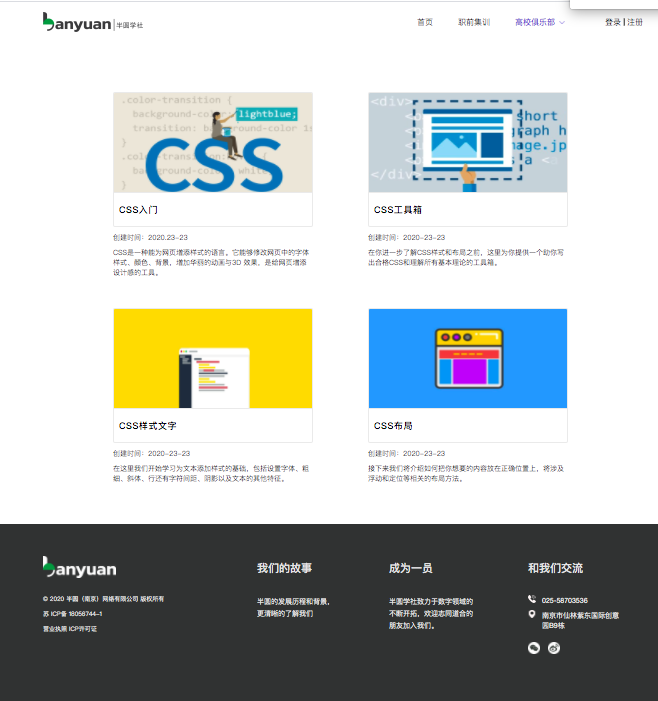 banyuan 半圆学社
首页 职前集训 高校俱乐部 登录 | 注册
.color-transition {
lightblue;
}
CSS
}
<div>
short
graph h
mage.jp
a <
</div>
CSS入门
CSS工具箱
创建时间：2020.23-23
CSS是一种能为网页增添样式的语言。它能够修改网页中的字体
样式、颜色、背景，增加华丽的动画与3D 效果，是给网页增添
设计感的工具。
创建时间：2020-23-23
在你进一步了解CSS样式和布局之前，这里为你提供一个助你写
出合格CSS和理解所有基本理论的工具箱。
CSS样式文字
CSS布局
创建时间：2020-23-23
在这里我们开始学习为文本添加样式的基础，包括设置字体、粗
细、斜体、行还有字符间距、阴影以及文本的其他特征。
创建时间：2020-23-23
接下来我们将介绍如何把你想要的内容放在正确位置上，将涉及
浮动和定位等相关的布局方法。
banyuan
© 2020 半圆（南京）网络有限公司 版权所有
苏 ICP备 18056744-1
营业执照 ICP许可证
我们的故事
半圆的发展历程和背景，
更清晰的了解我们
成为一员
半圆学社致力于数字领域的
不断开拓，欢迎志同道合的
朋友加入我们。
和我们交流
025-58703536
南京市仙林紫东国际创意
园B9栋